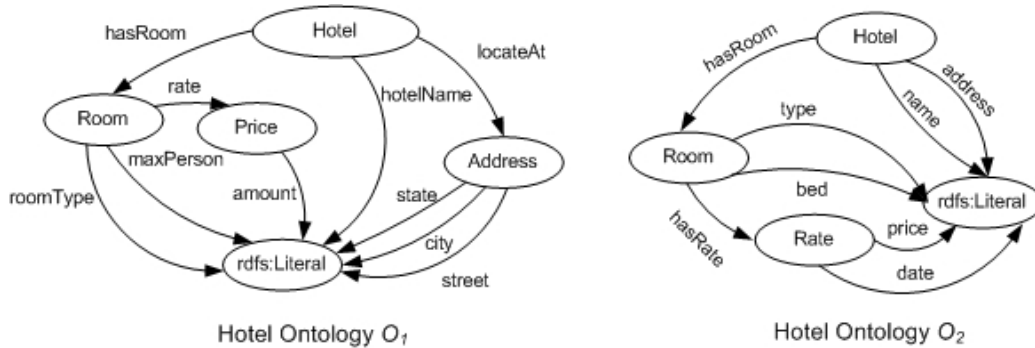 hasRoom
Hotel
locateAt
rate
hotelName
Room
Price
maxPerson
Address
roomType
amount
state
city
rdfs:Literal
street
Hotel Ontology O1
hasRoom
Hotel
address
name
type
Room
bed
rdfs:Literal
hasRate
Rate
price
date
Hotel Ontology O2